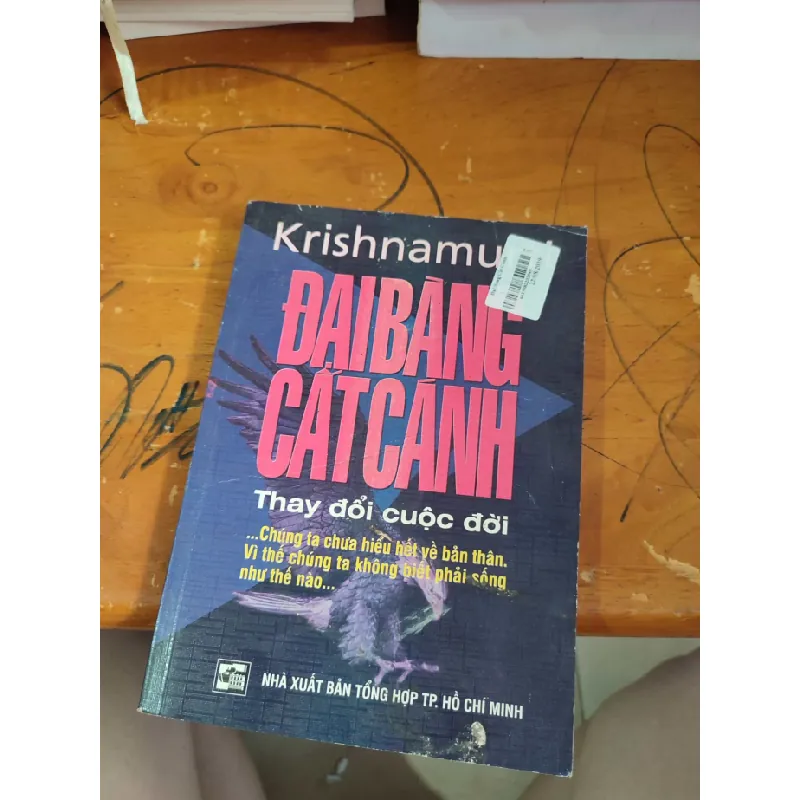 Krishnamu
ĐẠI BÀNG
CẤT CÁNH
Thay đổi cuộc đời
...Chúng ta chưa hiểu hết về bản thân.
Vì thế chúng ta không biết phải sống
như thế nào...
NHÀ XUẤT BẢN TỔNG HỢP TP. HỒ CHÍ MINH